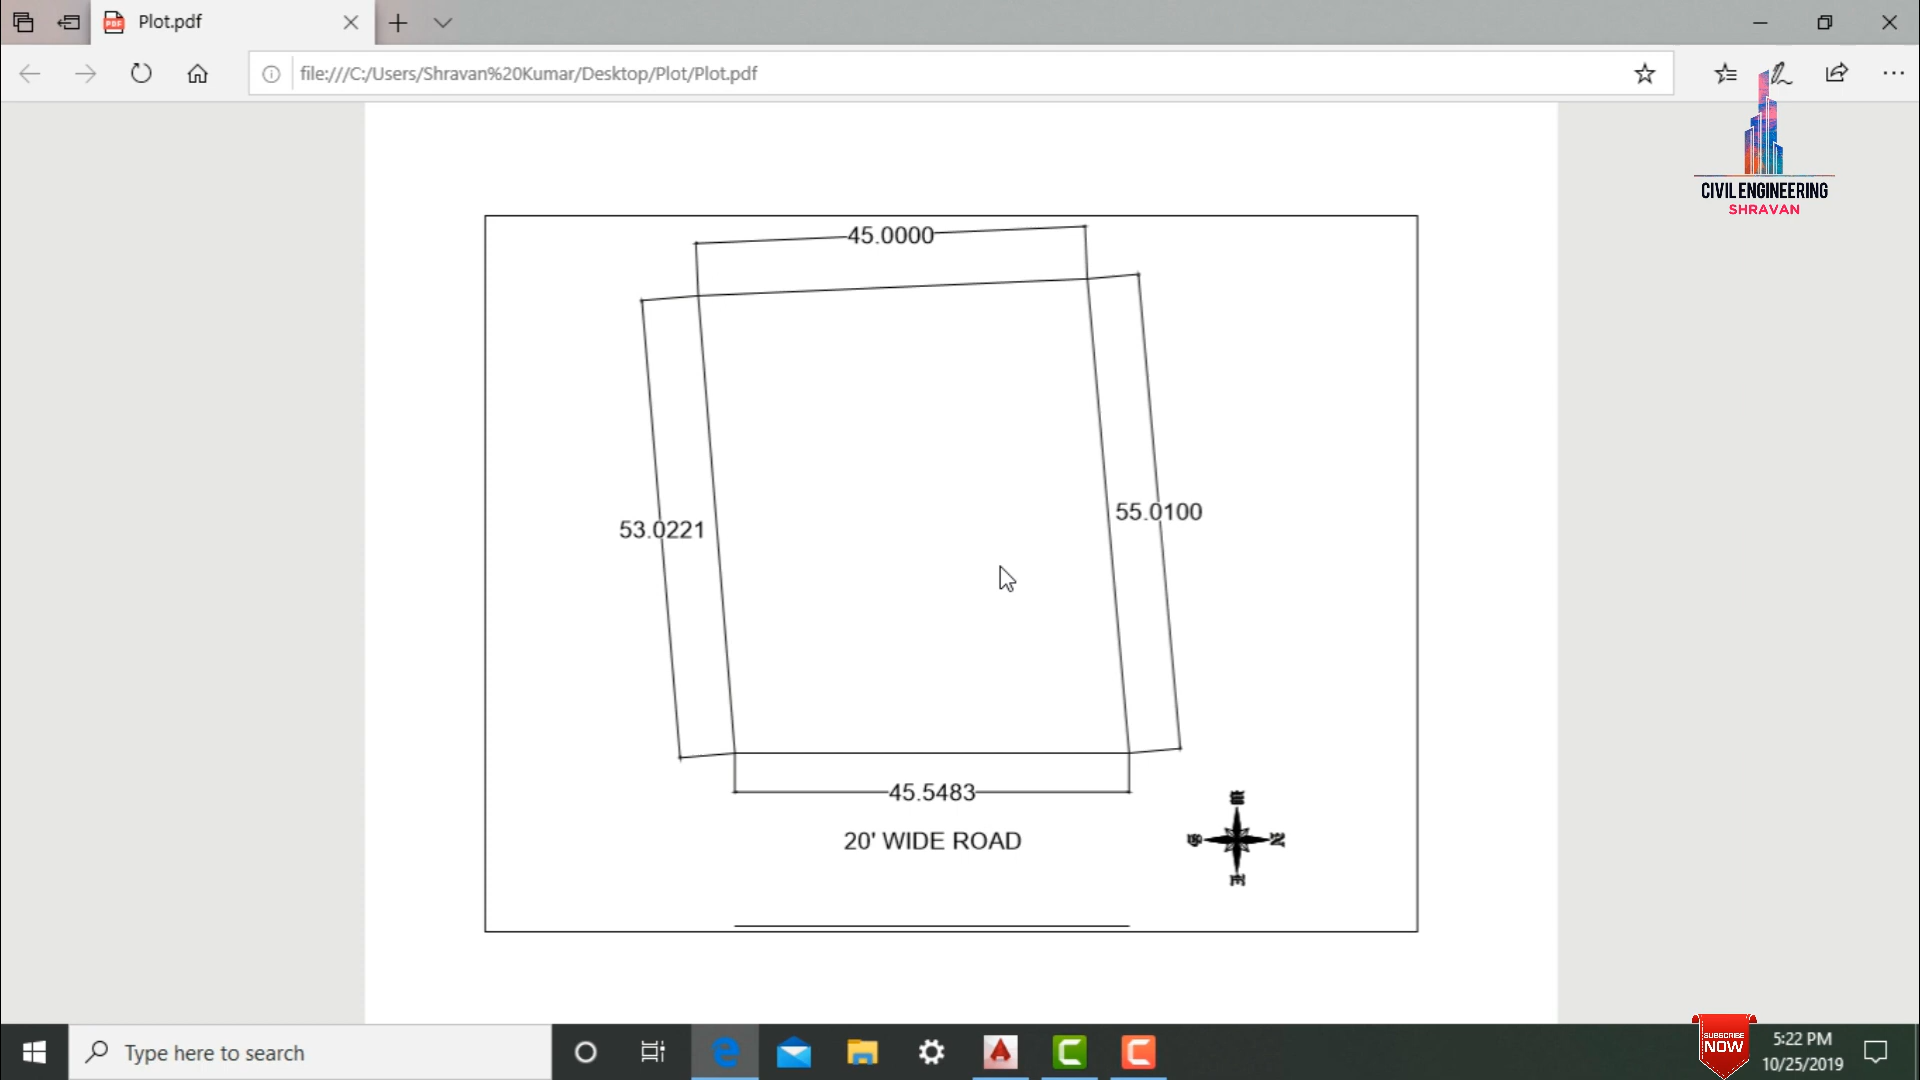 Plot.pdf
file:///C:/Users/Shravan%20Kumar/Desktop/Plot/Plot.pdf
CIVIL ENGINEERING
SHRAVAN
45.0000
53.0221
55.0100
45.5483
20' WIDE ROAD
W
S
N
E
Type here to search
SUBSCRIBE
NOW
5:22 PM
10/25/2019